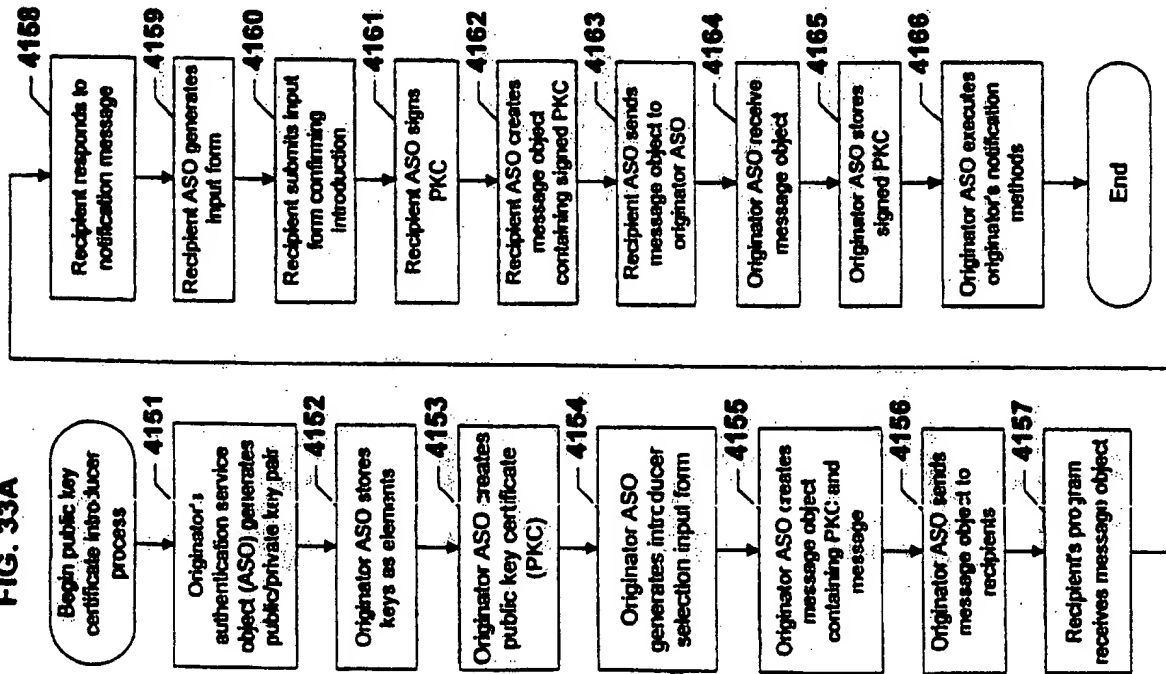 FIG. 33A
Begin public key
certificate introducer
process
4151
Originator's
authentication service
object (ASO) generates
public/private key pair
4152
Originator ASO stores
keys as elements
4153
Originator ASO creates
public key certificate
(PKC)
4154
Originator ASO
generates introducer
selection input form
4155
Originator ASO creates
message object
containing PKC and
message
4156
Originator ASO sends
message object to
recipients
4157
Recipient's program
receives message object
4158
Recipient responds to
notification message
4159
Recipient ASO generates
Input form
4160
Recipient submits input
form confirming
introduction
4161
Recipient ASO signs
PKC
4162
Recipient ASO creates
message object
containing signed PKC
4163
Recipient ASO sends
message object to
originator ASO
4164
Originator ASO receive
message object
4165
Originator ASO stores
signed PKC
4166
Originator ASO executes
originator's notification
methods
End